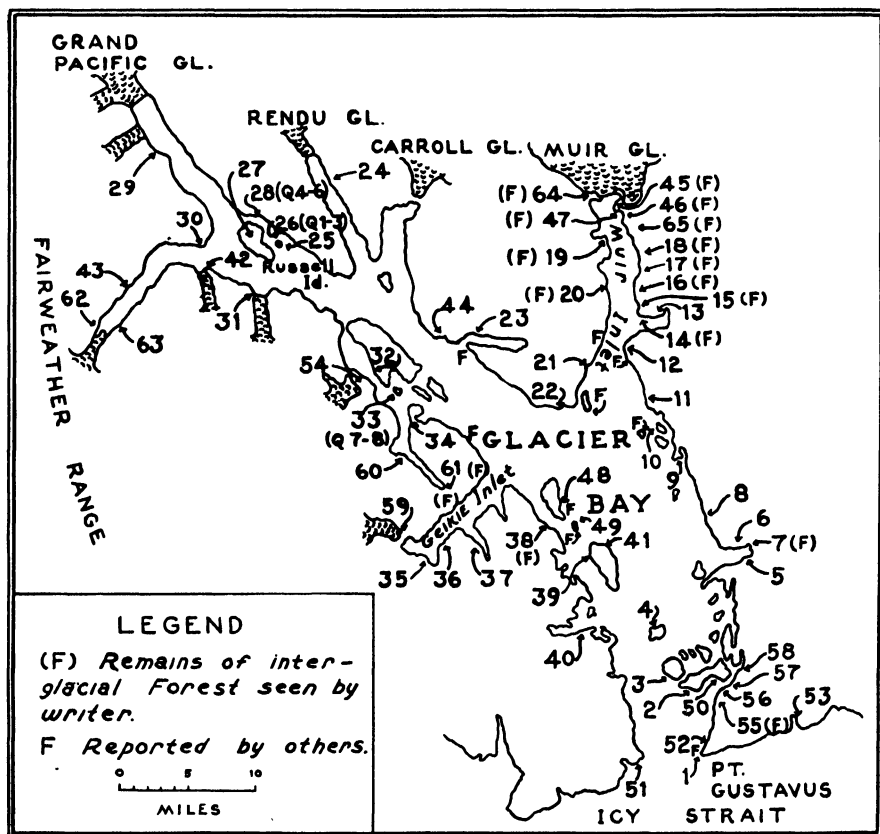 GRAND
PACIFIC GL.
RENDU GL.
CARROLL GL.
MUIR GL.
29
27
28(Q4-6)
26(Q1-3)
25
24
Russell
Id.
30
42
43
62
63
31
FAIRWEATHER RANGE
(F) 64
45(F)
46(F)
(F) 47
65(F)
18(F)
(F) 19
17(F)
16(F)
(F) 20
15(F)
13
14(F)
Muir Inlet
44
23
F
21
F
F
12
22
F
11
54
32
33
(Q 7-8)
34
F
GLACIER
F
10
9
60
61(F)
(F)
Geikie Inlet
59
35
36
37
48
F
BAY
49
F
38
(F)
41
39
40
8
6
7(F)
5
4
3
2
50
58
57
56
55(F)
53
52
F
1
51
PT.
GUSTAVUS
ICY STRAIT
LEGEND
(F) Remains of inter-
glacial Forest seen by
writer.
F Reported by others.
0 5 10
MILES